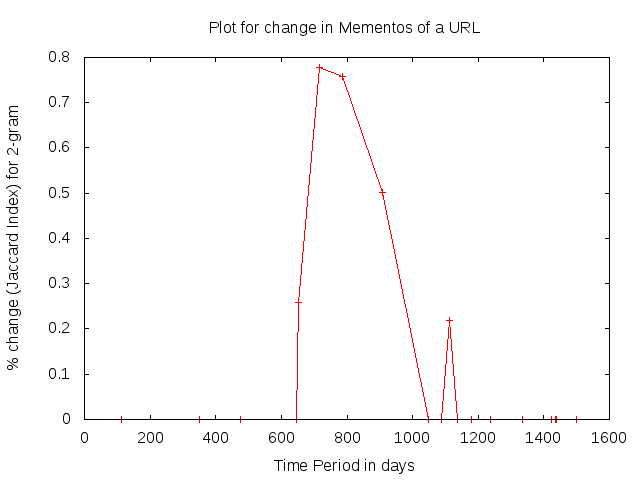 Plot for change in Mementos of a URL
0.8
0.7
0.6
0.5
0.4
0.3
0.2
0.1
0
% change (Jaccard Index) for 2-gram
0 200 400 600 800 1000 1200 1400 1600
Time Period in days